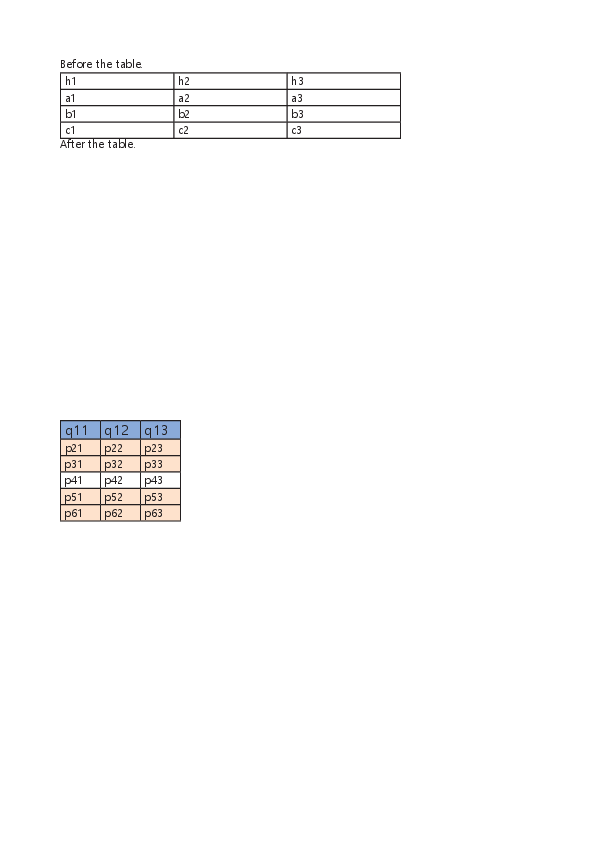 Before the table.
h1 h2 h3
a1 a2 a3
b1 b2 b3
c1 c2 c3
After the table.
q11 q12 q13
p21 p22 p23
p31 p32 p33
p41 p42 p43
p51 p52 p53
p61 p62 p63